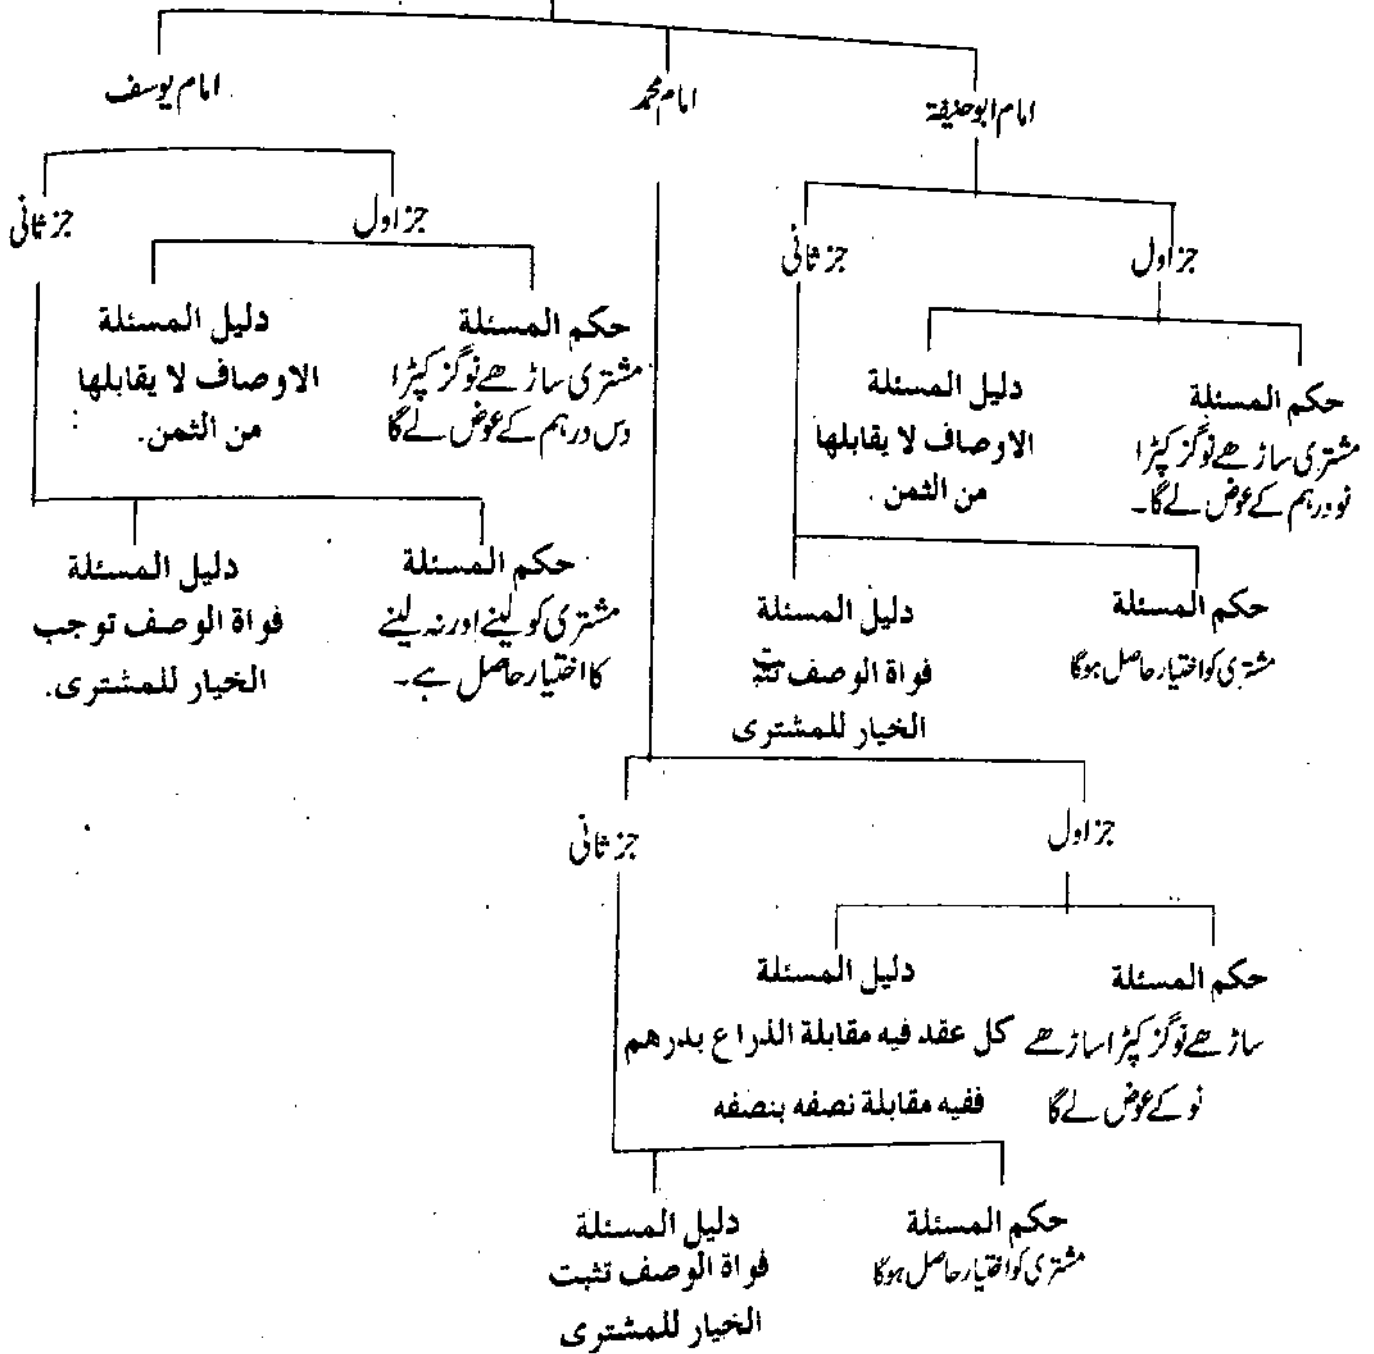 امام ابوحنیفة
امام محمد
امام یوسف
جز اول
جز ثانی
حکم المسئلة
مشتری ساڑھے نوگز کپڑا
نودرہم کے عوض لے گا۔
دلیل المسئلة
الاوصاف لا یقابلها
من الثمن .
حکم المسئلة
مشتری کو اختیار حاصل ہوگا
دلیل المسئلة
فواة الوصف تثبت
الخیار للمشتری
جز اول
جز ثانی
حکم المسئلة
مشتری ساڑھے نوگز کپڑا
دس درہم کے عوض لے گا
دلیل المسئلة
الاوصاف لا یقابلها
من الثمن.
حکم المسئلة
مشتری کو لینے اور نہ لینے
کا اختیار حاصل ہے۔
دلیل المسئلة
فواة الوصف توجب
الخیار للمشتری.
جز اول
جز ثانی
حکم المسئلة
ساڑھے نوگز کپڑا ساڑھے
نو کے عوض لے گا
دلیل المسئلة
کل عقد فیه مقابلة الذراع بدرهم
ففیه مقابلة نصفه بنصفه
حکم المسئلة
مشتری کو اختیار حاصل ہوگا
دلیل المسئلة
فواة الوصف تثبت
الخیار للمشتری